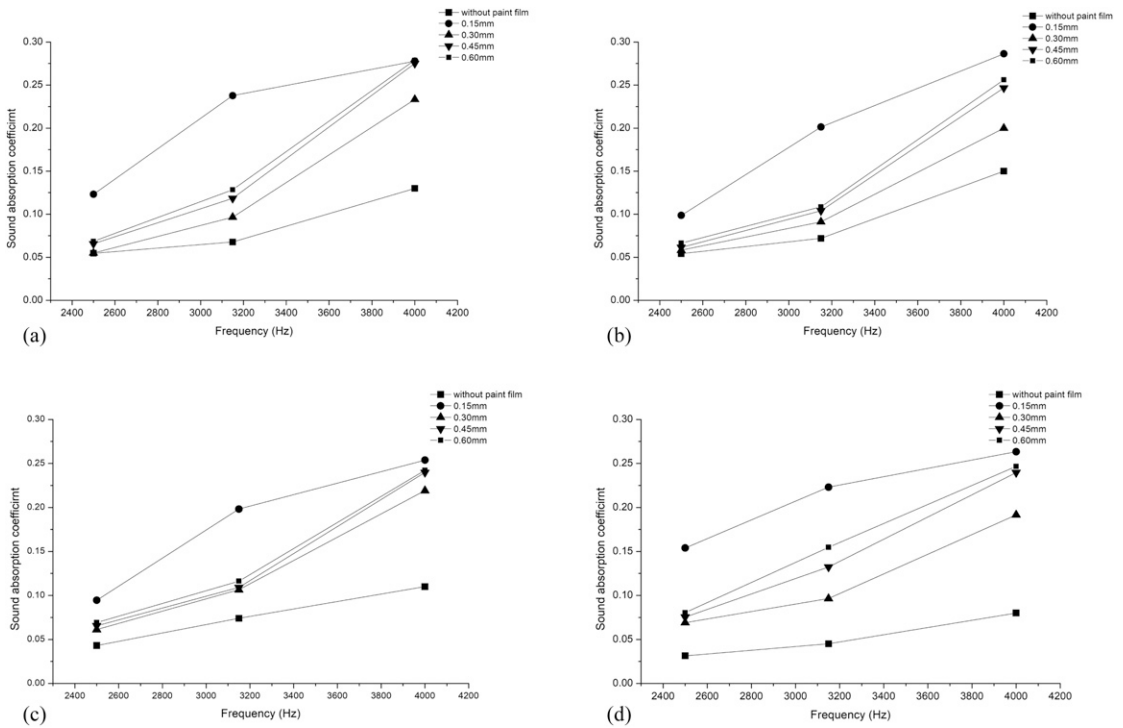 without paint film
0.15mm
0.30mm
0.45mm
0.60mm
0.30
0.25
0.20
0.15
0.10
0.05
0.00
Sound absorption coefficirnt
2400 2600 2800 3000 3200 3400 3600 3800 4000 4200
Frequency (Hz)
(a)
without paint film
0.15mm
0.30mm
0.45mm
0.60mm
0.30
0.25
0.20
0.15
0.10
0.05
0.00
Sound absorption coefficirnt
2400 2600 2800 3000 3200 3400 3600 3800 4000 4200
Frequency (Hz)
(b)
without paint film
0.15mm
0.30mm
0.45mm
0.60mm
0.30
0.25
0.20
0.15
0.10
0.05
0.00
Sound absorption coefficirnt
2400 2600 2800 3000 3200 3400 3600 3800 4000 4200
Frequency (Hz)
(c)
without paint film
0.15mm
0.30mm
0.45mm
0.60mm
0.30
0.25
0.20
0.15
0.10
0.05
0.00
Sound absorption coefficirnt
2400 2600 2800 3000 3200 3400 3600 3800 4000 4200
Frequency (Hz)
(d)